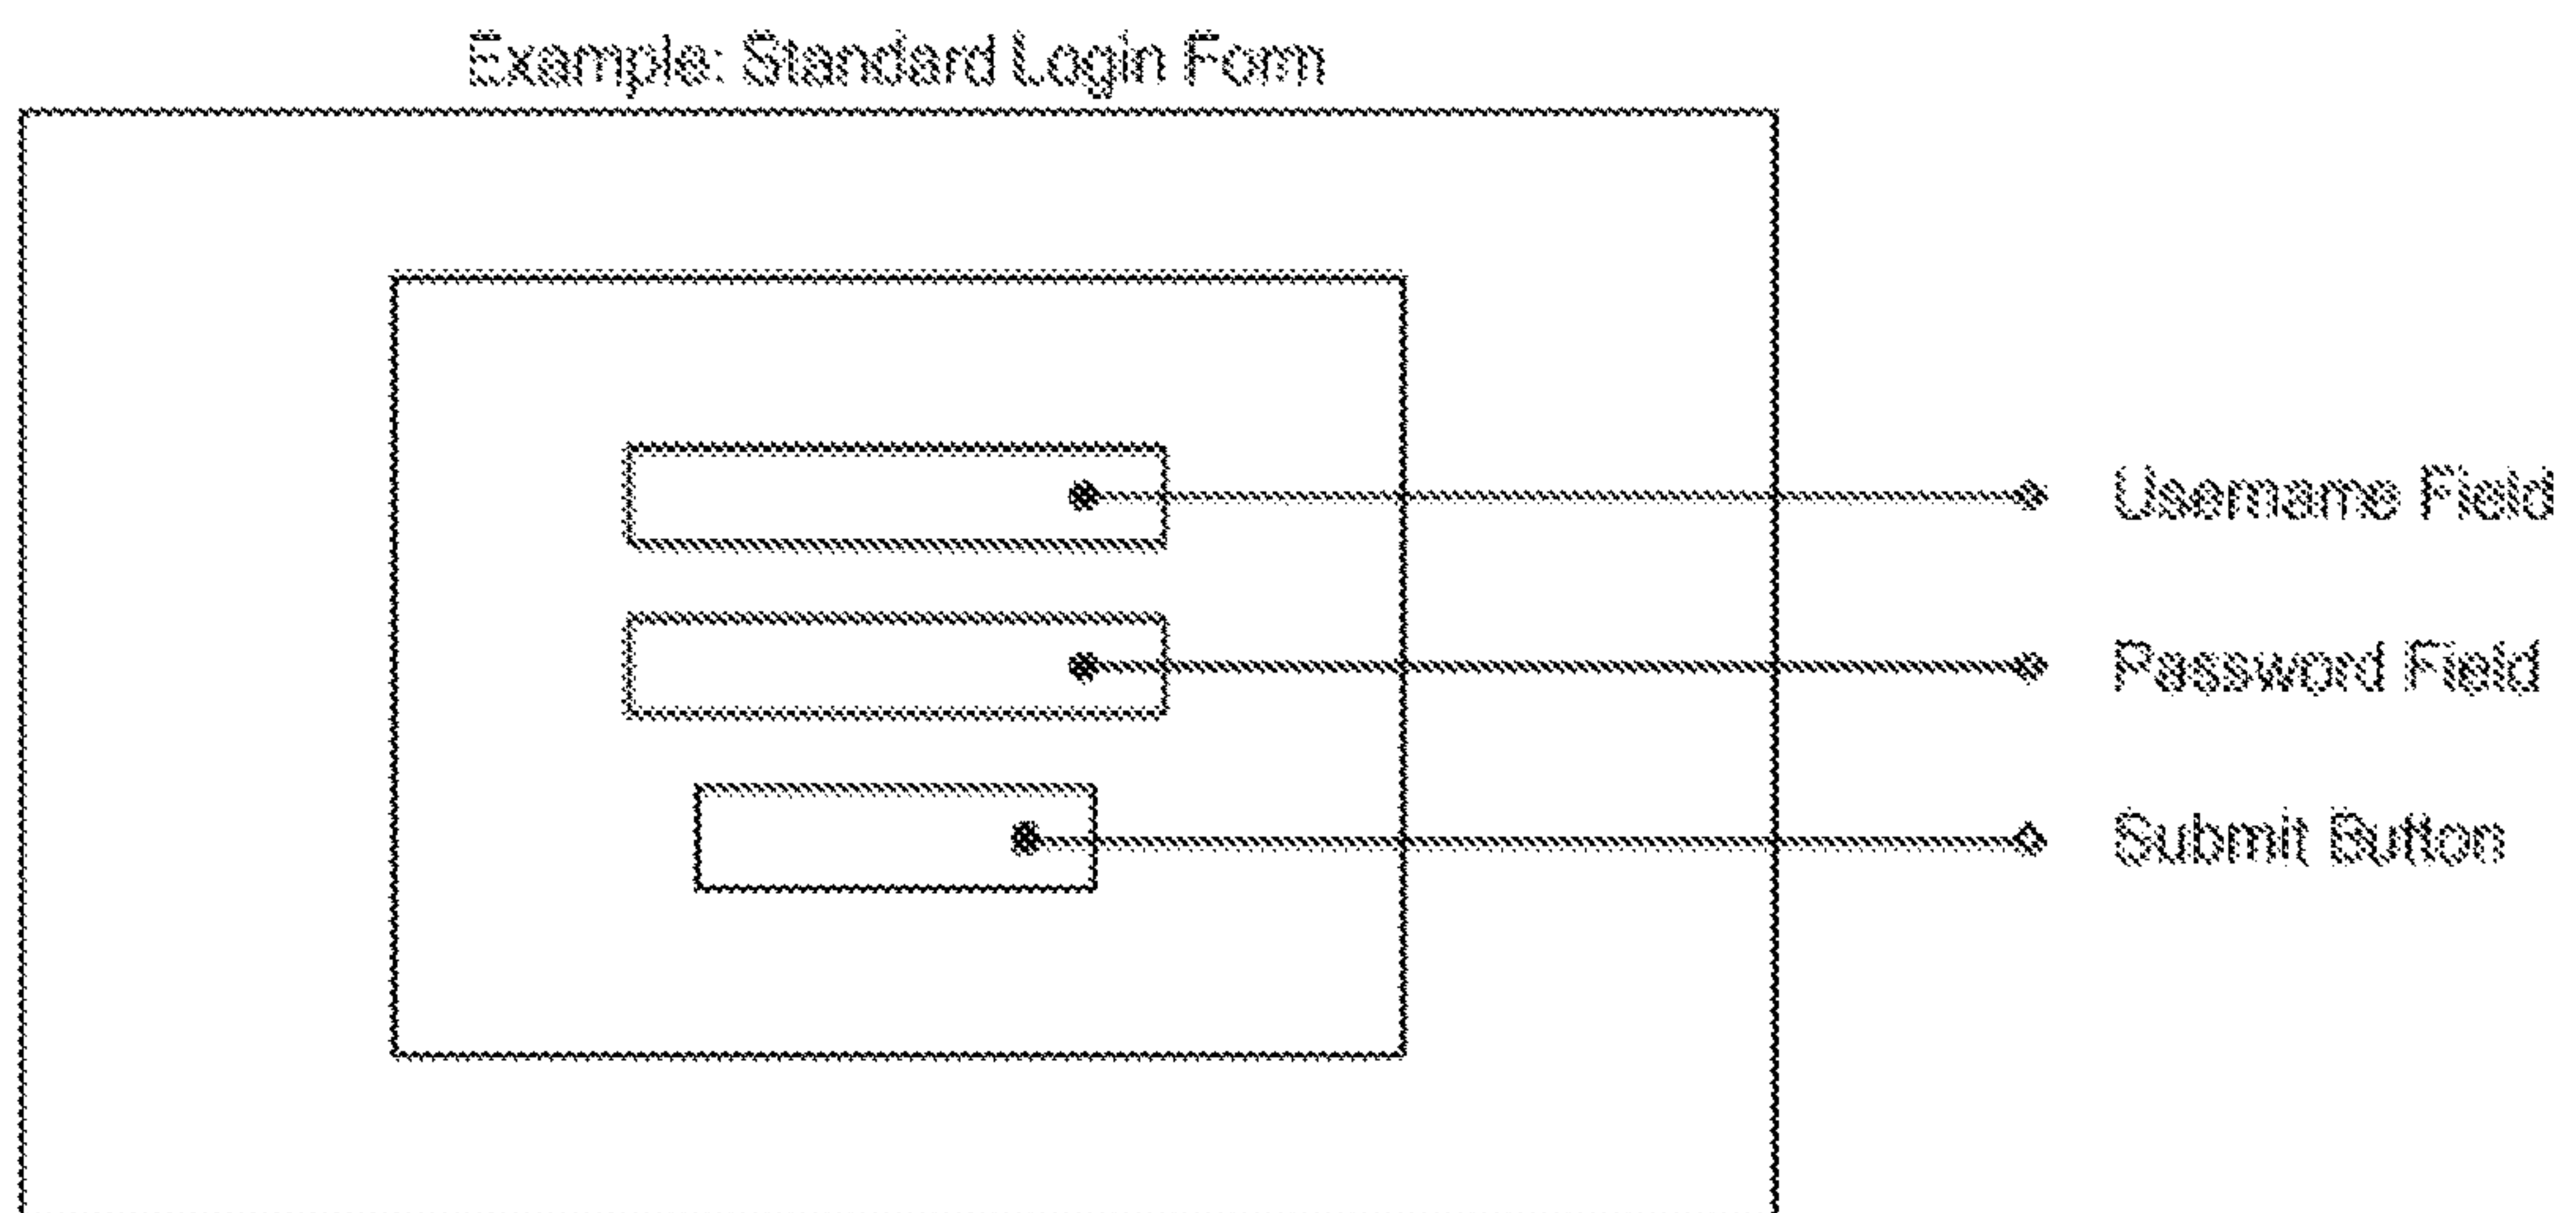 Example: Standard Login Form
Username Field
Password Field
Submit Button